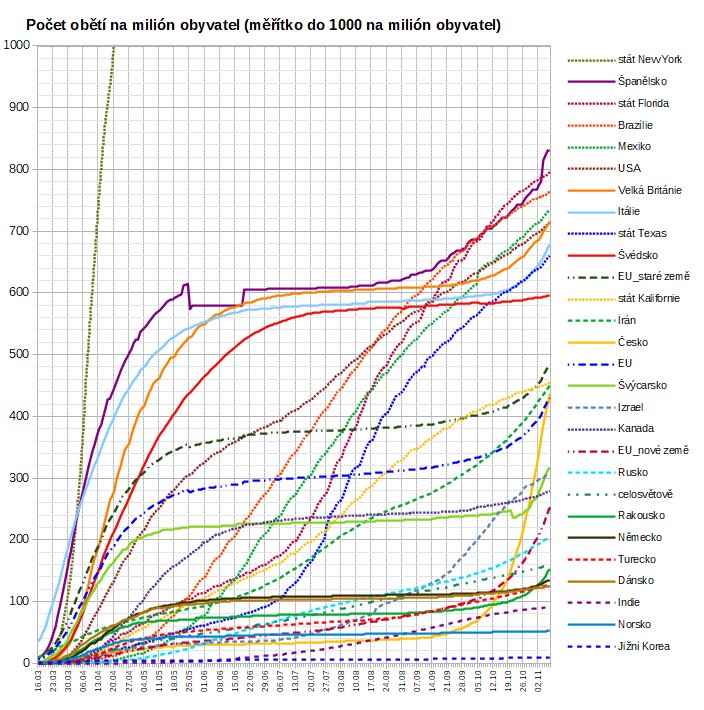 Počet obětí na milión obyvatel (měřítko do 1000 na milión obyvatel)
1000
900
800
700
600
500
400
300
200
100
0
16.03
23.03
30.03
06.04
13.04
20.04
27.04
04.05
11.05
18.05
25.05
01.06
08.06
15.06
22.06
29.06
06.07
13.07
20.07
27.07
03.08
10.08
17.08
24.08
31.08
07.09
14.09
21.09
28.09
05.10
12.10
19.10
26.10
02.11
stát NewYork
Španělsko
stát Florida
Brazílie
Mexiko
USA
Velká Británie
Itálie
stát Texas
Švédsko
EU_staré země
stát Kalifornie
Írán
Česko
EU
Švýcarsko
Izrael
Kanada
EU_nové země
Rusko
celosvětově
Rakousko
Německo
Turecko
Dánsko
Indie
Norsko
Jižní Korea